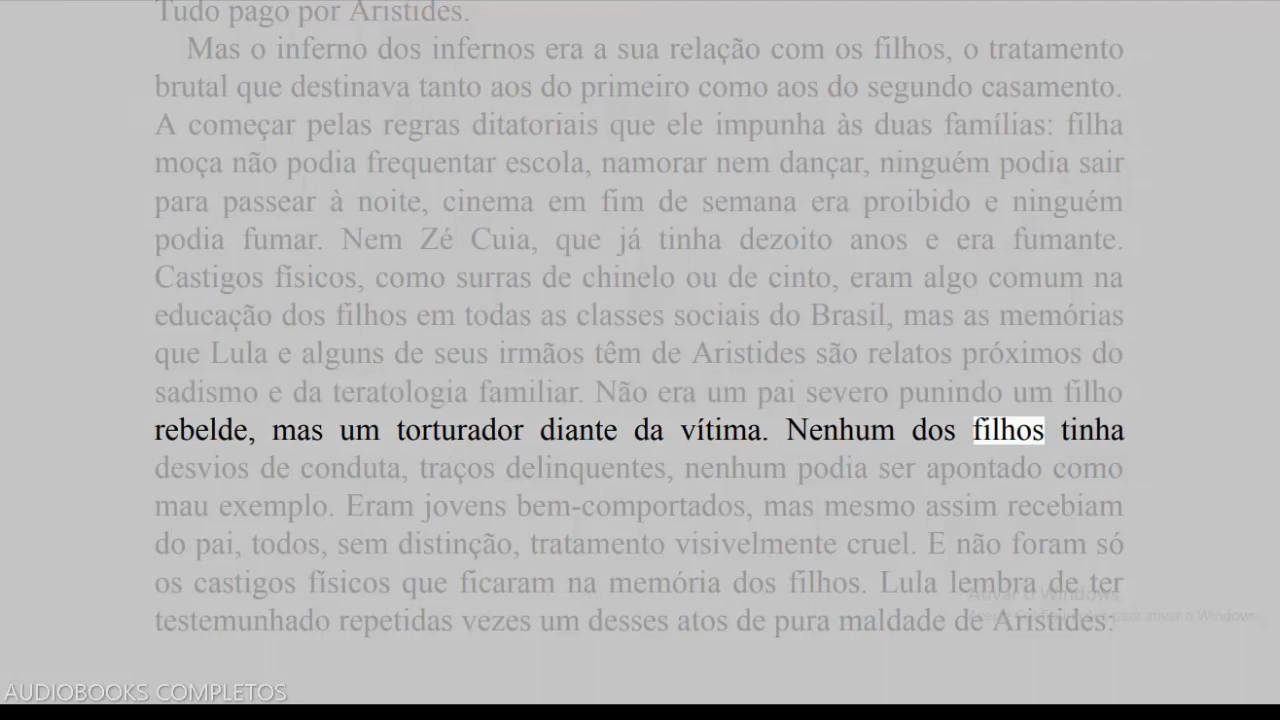 Tudo pago por Aristides.
Mas o inferno dos infernos era a sua relação com os filhos, o tratamento
brutal que destinava tanto aos do primeiro como aos do segundo casamento.
A começar pelas regras ditatoriais que ele impunha às duas famílias: filha
moça não podia frequentar escola, namorar nem dançar, ninguém podia sair
para passear à noite, cinema em fim de semana era proibido e ninguém
podia fumar. Nem Zé Cuia, que já tinha dezoito anos e era fumante.
Castigos físicos, como surras de chinelo ou de cinto, eram algo comum na
educação dos filhos em todas as classes sociais do Brasil, mas as memórias
que Lula e alguns de seus irmãos têm de Aristides são relatos próximos do
sadismo e da teratologia familiar. Não era um pai severo punindo um filho
rebelde, mas um torturador diante da vítima. Nenhum dos filhos tinha
desvios de conduta, traços delinquentes, nenhum podia ser apontado como
mau exemplo. Eram jovens bem-comportados, mas mesmo assim recebiam
do pai, todos, sem distinção, tratamento visivelmente cruel. E não foram só
os castigos físicos que ficaram na memória dos filhos. Lula lembra de ter
testemunhado repetidas vezes um desses atos de pura maldade de Aristides:
Ativar o Windows
para ativar o Windows.
AUDIOBOOKS COMPLETOS